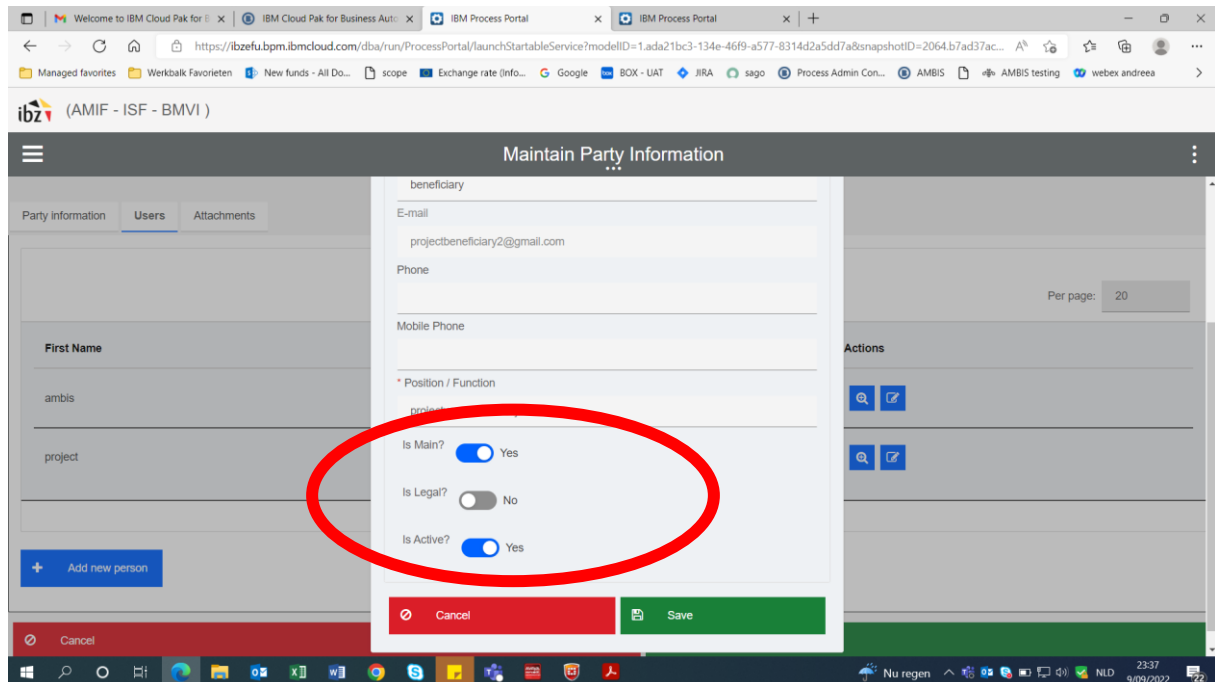 Welcome to IBM Cloud Pak for B
IBM Cloud Pak for Business Auto
IBM Process Portal
IBM Process Portal
https://ibzefu.bpm.ibmcloud.com/dba/run/ProcessPortal/launchStartableService?modelID=1.ada21bc3-134e-46f9-a577-8314d2a5dd7a&snapshotID=2064.b7ad37ac...
Managed favorites Werkbalk Favorieten New funds - All Do... scope Exchange rate (Info... Google BOX - UAT JIRA sago Process Admin Con... AMBIS AMBIS testing webex andreea
ibz (AMIF - ISF - BMVI )
Maintain Party Information
Party information Users Attachments
beneficiary
E-mail
projectbeneficiary2@gmail.com
Phone
Per page: 20
Mobile Phone
First Name
Actions
* Position / Function
ambis
Is Main? Yes
project
Is Legal? No
Is Active? Yes
+ Add new person
Cancel Save
Cancel
Nu regen NLD 23:37
9/09/2022 22